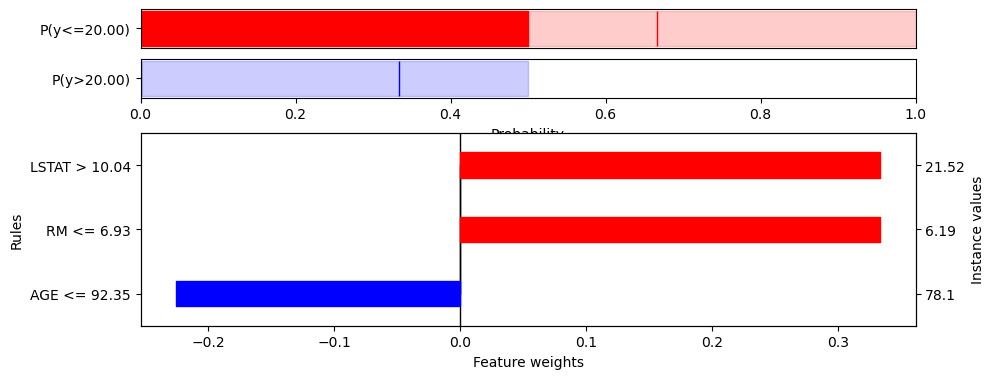 P(y<=20.00)
P(y>20.00)
0.0 0.2 0.4 0.6 0.8 1.0
Probability
LSTAT > 10.04 21.52
RM <= 6.93 6.19
AGE <= 92.35 78.1
Rules
Instance values
−0.2 −0.1 0.0 0.1 0.2 0.3
Feature weights